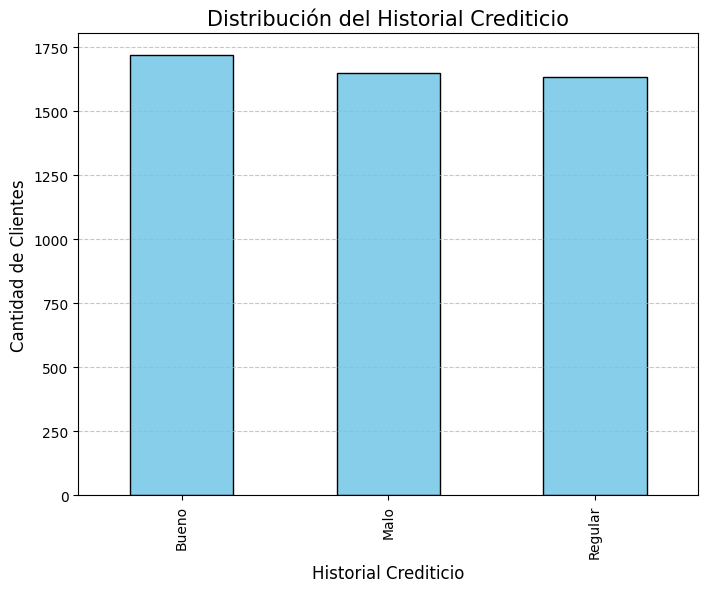 Distribución del Historial Crediticio
Cantidad de Clientes
1750
1500
1250
1000
750
500
250
0
Bueno
Malo
Regular
Historial Crediticio